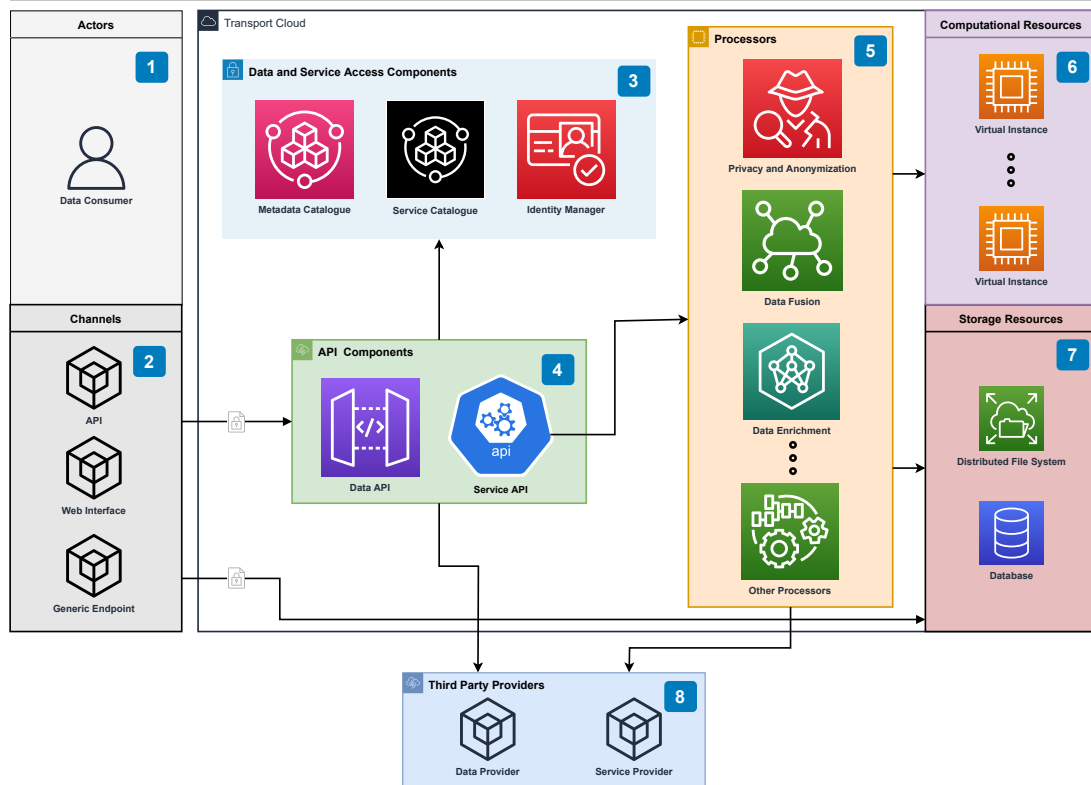 Actors
1
Data Consumer
Channels
2
API
Web Interface
Generic Endpoint
Transport Cloud
Data and Service Access Components
3
Metadata Catalogue
Service Catalogue
Identity Manager
API  Components
4
</>
Data API
api
Service API
Processors
5
Privacy and Anonymization
Data Fusion
Data Enrichment
Other Processors
Computational Resources
6
Virtual Instance
Virtual Instance
Storage Resources
7
Distributed File System
Database
Third Party Providers
8
Data Provider
Service Provider